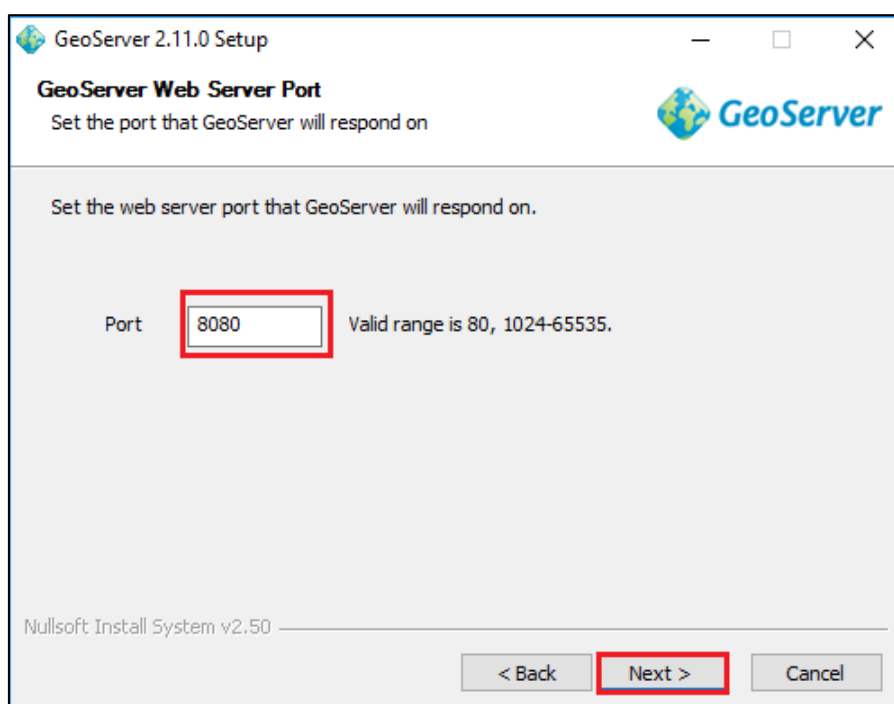 GeoServer 2.11.0 Setup
GeoServer Web Server Port
Set the port that GeoServer will respond on
GeoServer
Set the web server port that GeoServer will respond on.
Port 8080 Valid range is 80, 1024-65535.
Nullsoft Install System v2.50
< Back Next > Cancel